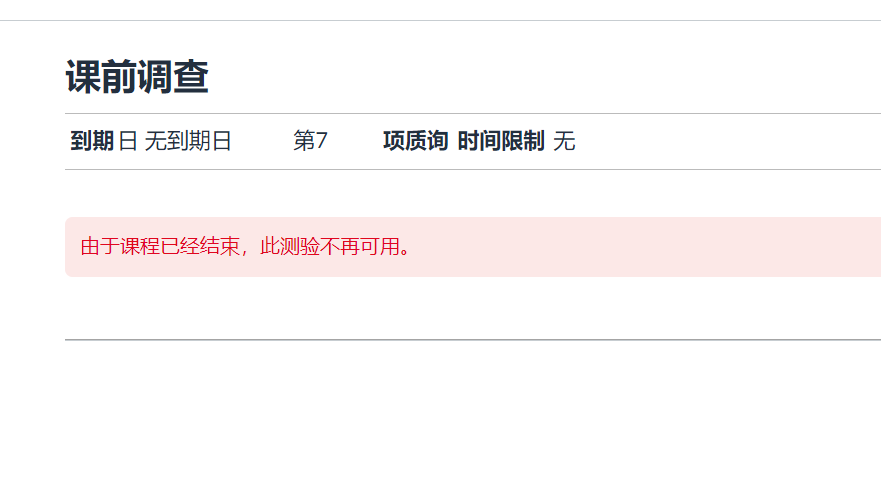 课前调查
到期日 无到期日 第7 项质询 时间限制 无
由于课程已经结束，此测验不再可用。